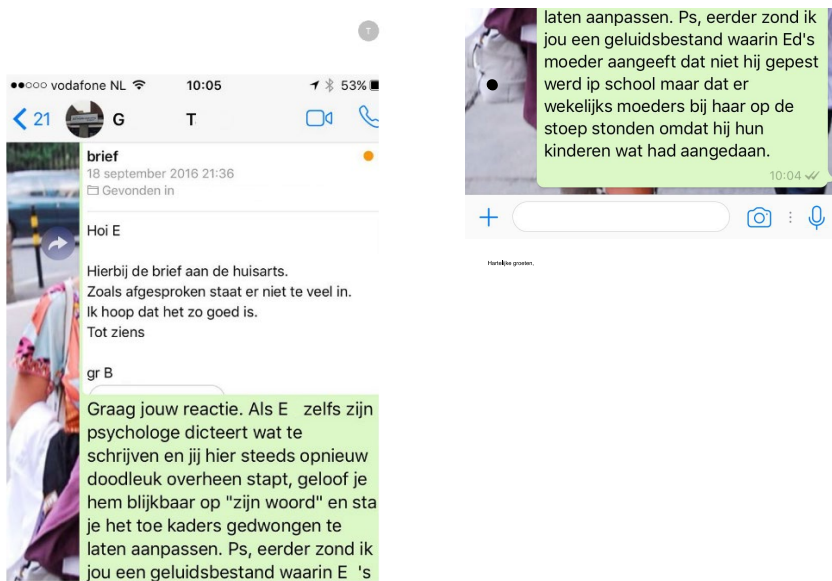 T
vodafone NL 10:05 53%
21 G T
brief
18 september 2016 21:36
Gevonden in
Hoi E
Hierbij de brief aan de huisarts.
Zoals afgesproken staat er niet te veel in.
Ik hoop dat het zo goed is.
Tot ziens
gr B
Graag jouw reactie. Als E zelfs zijn
psychologe dicteert wat te
schrijven en jij hier steeds opnieuw
doodleuk overheen stapt, geloof je
hem blijkbaar op "zijn woord" en sta
je het toe kaders gedwongen te
laten aanpassen. Ps, eerder zond ik
jou een geluidsbestand waarin E 's
laten aanpassen. Ps, eerder zond ik
jou een geluidsbestand waarin Ed's
moeder aangeeft dat niet hij gepest
werd ip school maar dat er
wekelijks moeders bij haar op de
stoep stonden omdat hij hun
kinderen wat had aangedaan.
10:04
Hartelijke groeten,